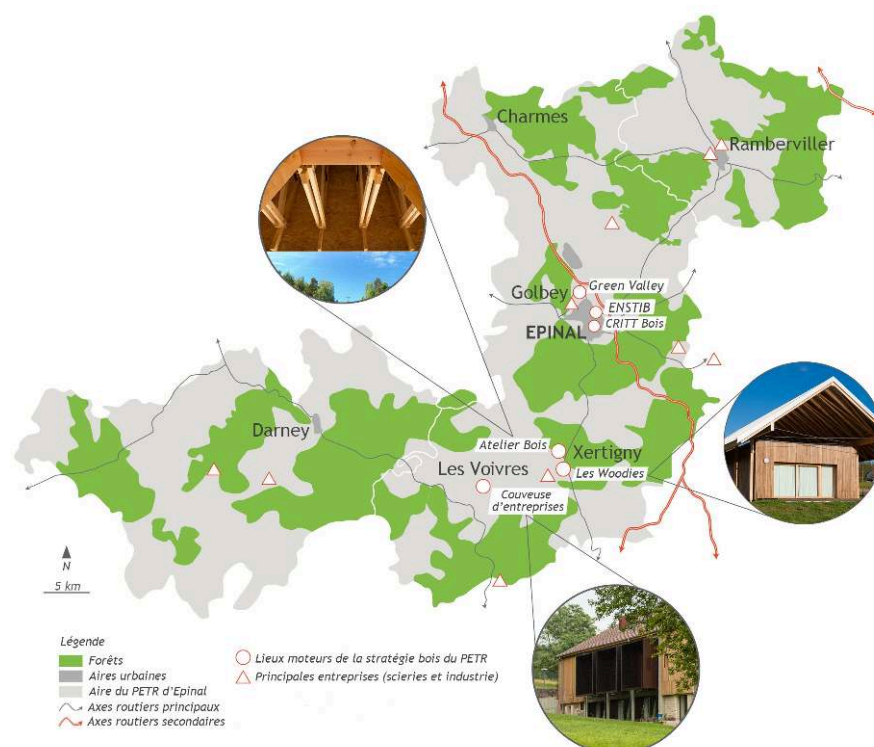 Charmes
Ramberviller
Green Valley
Golbey
ENSTIB
CRITT Bois
EPINAL
Darney
Atelier Bois
Xertigny
Les Voivres
Les Woodies
Couveuse
d'entreprises
N
5 km
Légende
Forêts
Aires urbaines
Aire du PETR d'Epinal
Axes routiers principaux
Axes routiers secondaires
Lieux moteurs de la stratégie bois du PETR
Principales entreprises (scieries et industrie)